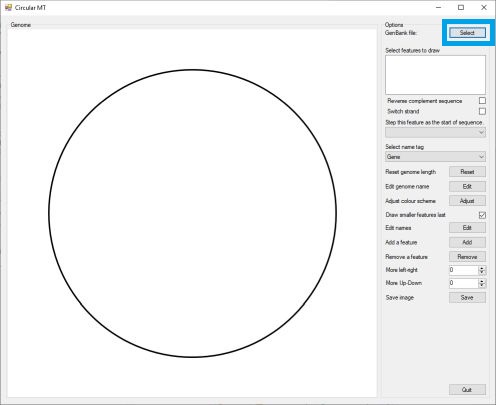 Circular MT
Genome
Options
GenBank file: Select
Select features to draw
Reverse complement sequence
Switch strand
Step this feature as the start of sequence.
Select name tag
Gene
Reset genome length Reset
Edit genome name Edit
Adjust colour scheme Adjust
Draw smaller features last
Edit names Edit
Add a feature Add
Remove a feature Remove
More left-right 0
More Up-Down 0
Save image Save
Quit